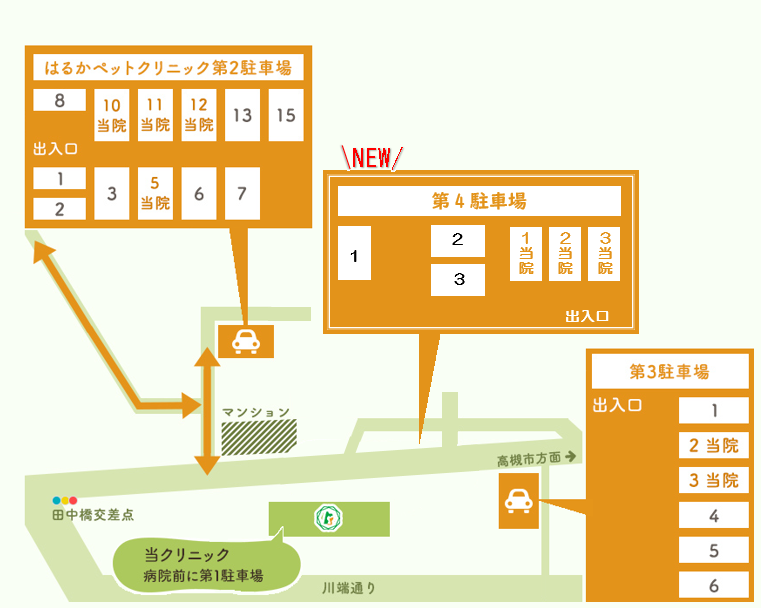 はるかペットクリニック第2駐車場
8
10
当院
11
当院
12
当院
13
15
出入口
1
2
3
5
当院
6
7
\NEW/
第4駐車場
1
2
3
1
当
院
2
当
院
3
当
院
出入口
第3駐車場
出入口
1
2 当院
3 当院
4
5
6
マンション
高槻市方面
田中橋交差点
当クリニック
病院前に第1駐車場
川端通り